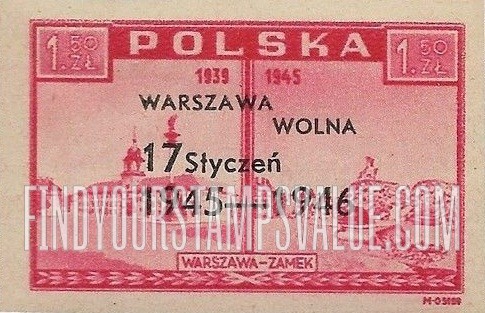 1.50 ZŁ POLSKA 1.50 ZŁ
1939 1945
WARSZAWA
WOLNA
17 Styczeń
1945—1946
FINDYOURSTAMPSVALUE.COM
WARSZAWA-ZAMEK